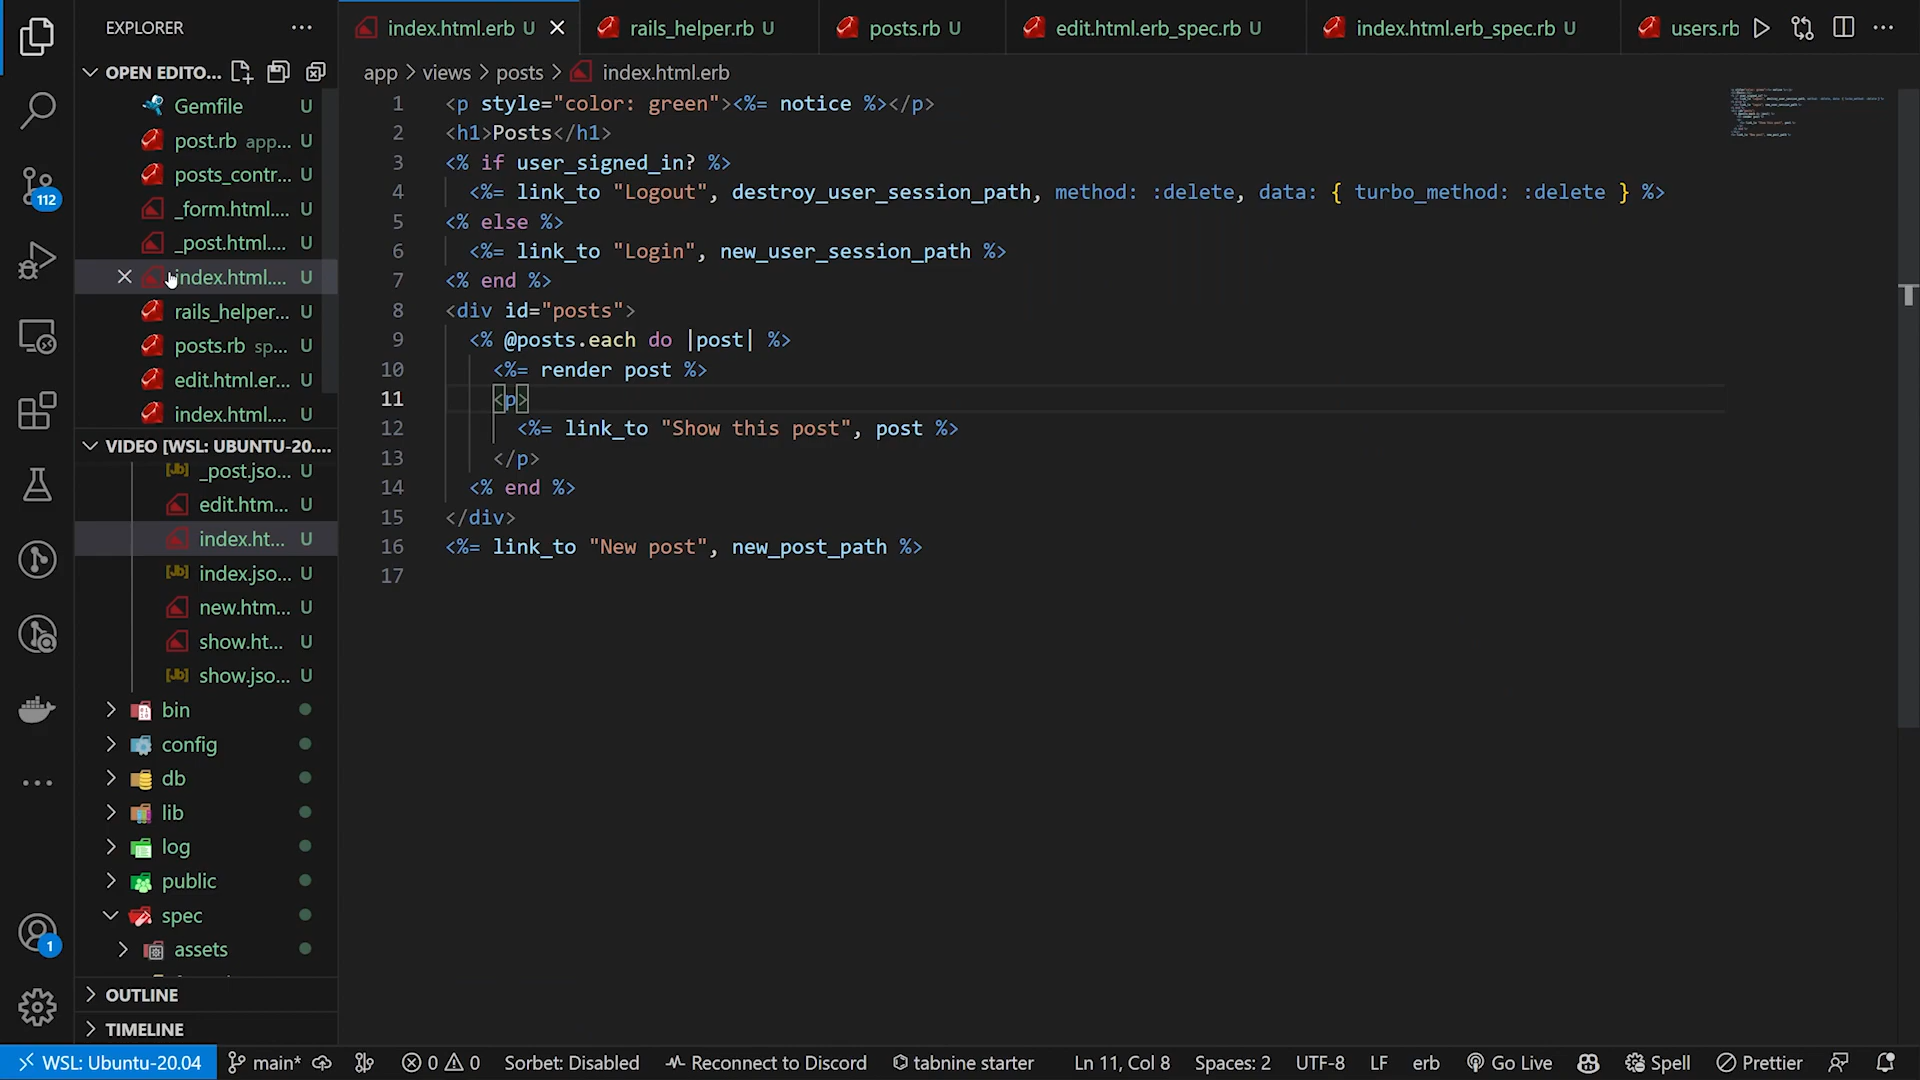 EXPLORER
index.html.erb U
rails_helper.rb U
posts.rb U
edit.html.erb_spec.rb U
index.html.erb_spec.rb U
users.rb
OPEN EDITO...
app > views > posts > index.html.erb
Gemfile U
post.rb app... U
posts_contr... U
_form.html.... U
_post.html.... U
index.html.... U
rails_helper... U
posts.rb sp... U
edit.html.er... U
index.html.... U
VIDEO [WSL: UBUNTU-20....
_post.jso... U
edit.htm... U
index.ht... U
index.jso... U
new.htm... U
show.ht... U
show.jso... U
bin
config
db
lib
log
public
spec
assets
OUTLINE
TIMELINE
112
1
1 <p style="color: green"><%= notice %></p>
2 <h1>Posts</h1>
3 <% if user_signed_in? %>
4 <%= link_to "Logout", destroy_user_session_path, method: :delete, data: { turbo_method: :delete } %>
5 <% else %>
6 <%= link_to "Login", new_user_session_path %>
7 <% end %>
8 <div id="posts">
9 <% @posts.each do |post| %>
10 <%= render post %>
11 <p>
12 <%= link_to "Show this post", post %>
13 </p>
14 <% end %>
15 </div>
16 <%= link_to "New post", new_post_path %>
17
WSL: Ubuntu-20.04 main* 0 0 Sorbet: Disabled Reconnect to Discord tabnine starter Ln 11, Col 8 Spaces: 2 UTF-8 LF erb Go Live Spell Prettier